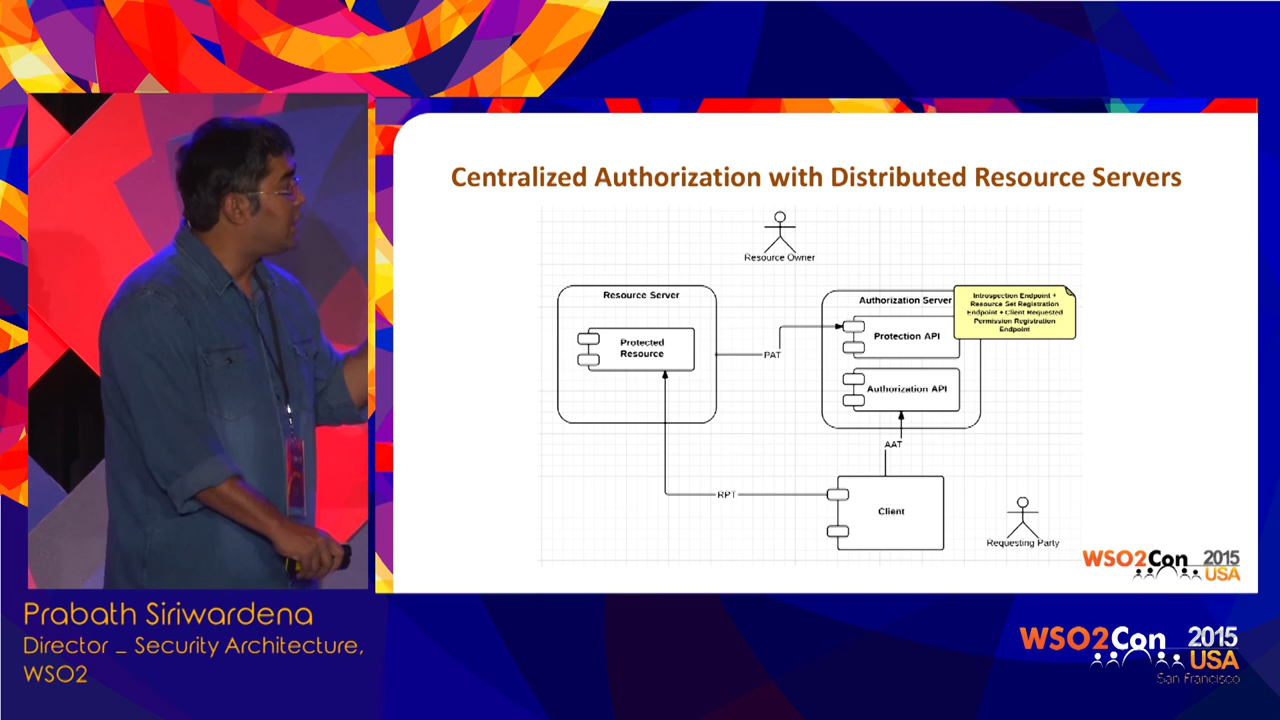 Centralized Authorization with Distributed Resource Servers
Resource Owner
Resource Server
Protected
Resource
PAT
Authorization Server
Protection API
Authorization API
Introspection Endpoint +
Resource Set Registration
Endpoint + Client Requested
Permission Registration
Endpoint
AAT
RPT
Client
Requesting Party
WSO2Con 2015
USA
Prabath Siriwardena
Director _ Security Architecture,
WSO2
WSO2Con 2015
USA
San Francisco